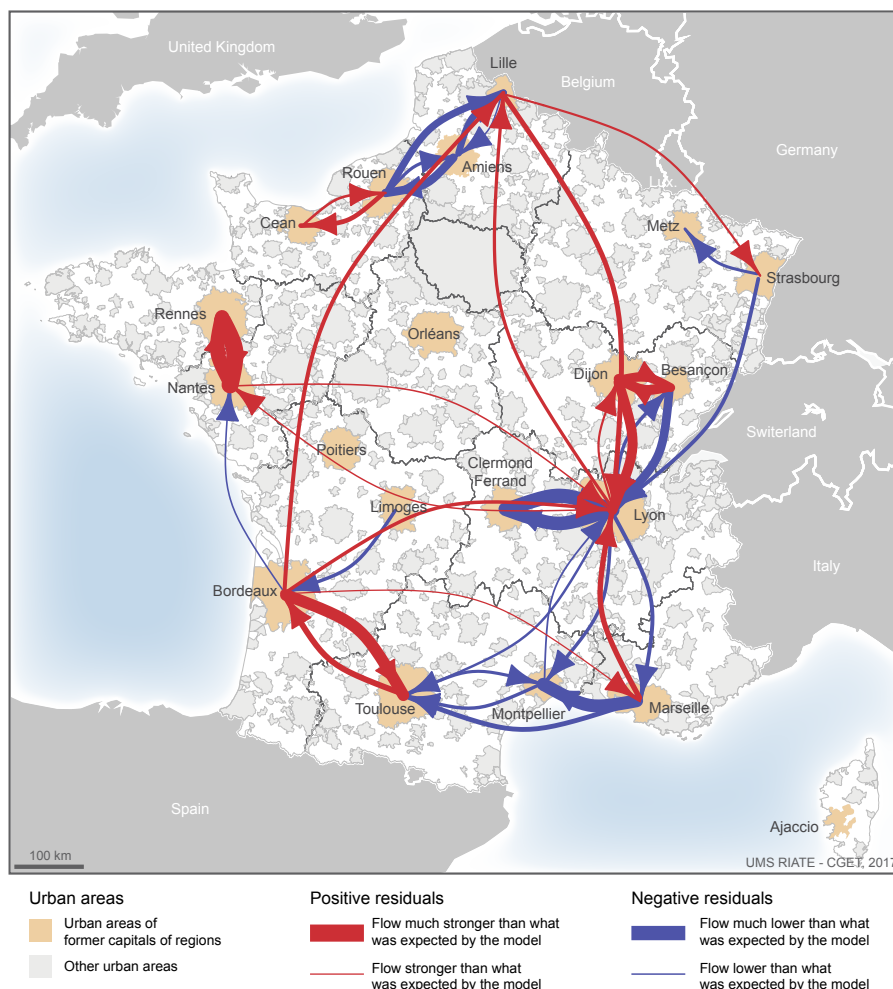 United Kingdom
Lille
Belgium
Germany
Rouen
Amiens
Lux.
Cean
Metz
Strasbourg
Rennes
Orléans
Nantes
Dijon
Besançon
Switerland
Poitiers
Clermond
Ferrand
Limoges
Lyon
Italy
Bordeaux
Toulouse
Montpellier
Marseille
Spain
Ajaccio
100 km
UMS RIATE - CGET, 2017
Urban areas
Urban areas of
former capitals of regions
Other urban areas
Positive residuals
Flow much stronger than what
was expected by the model
Flow stronger than what
was expected by the model
Negative residuals
Flow much lower than what
was expected by the model
Flow lower than what
was expected by the model